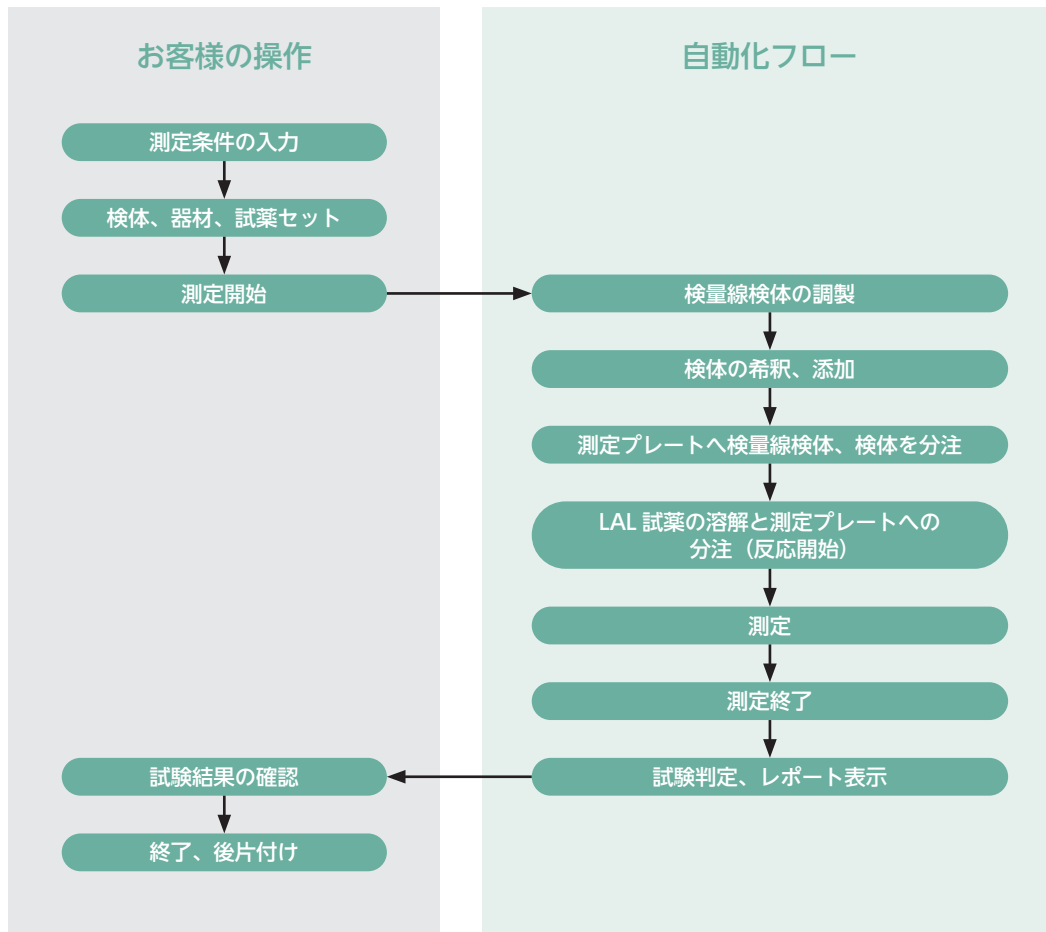 お客様の操作
測定条件の入力
検体、器材、試薬セット
測定開始
自動化フロー
検量線検体の調製
検体の希釈、添加
測定プレートへ検量線検体、検体を分注
LAL 試薬の溶解と測定プレートへの
分注（反応開始）
測定
測定終了
試験判定、レポート表示
試験結果の確認
終了、後片付け